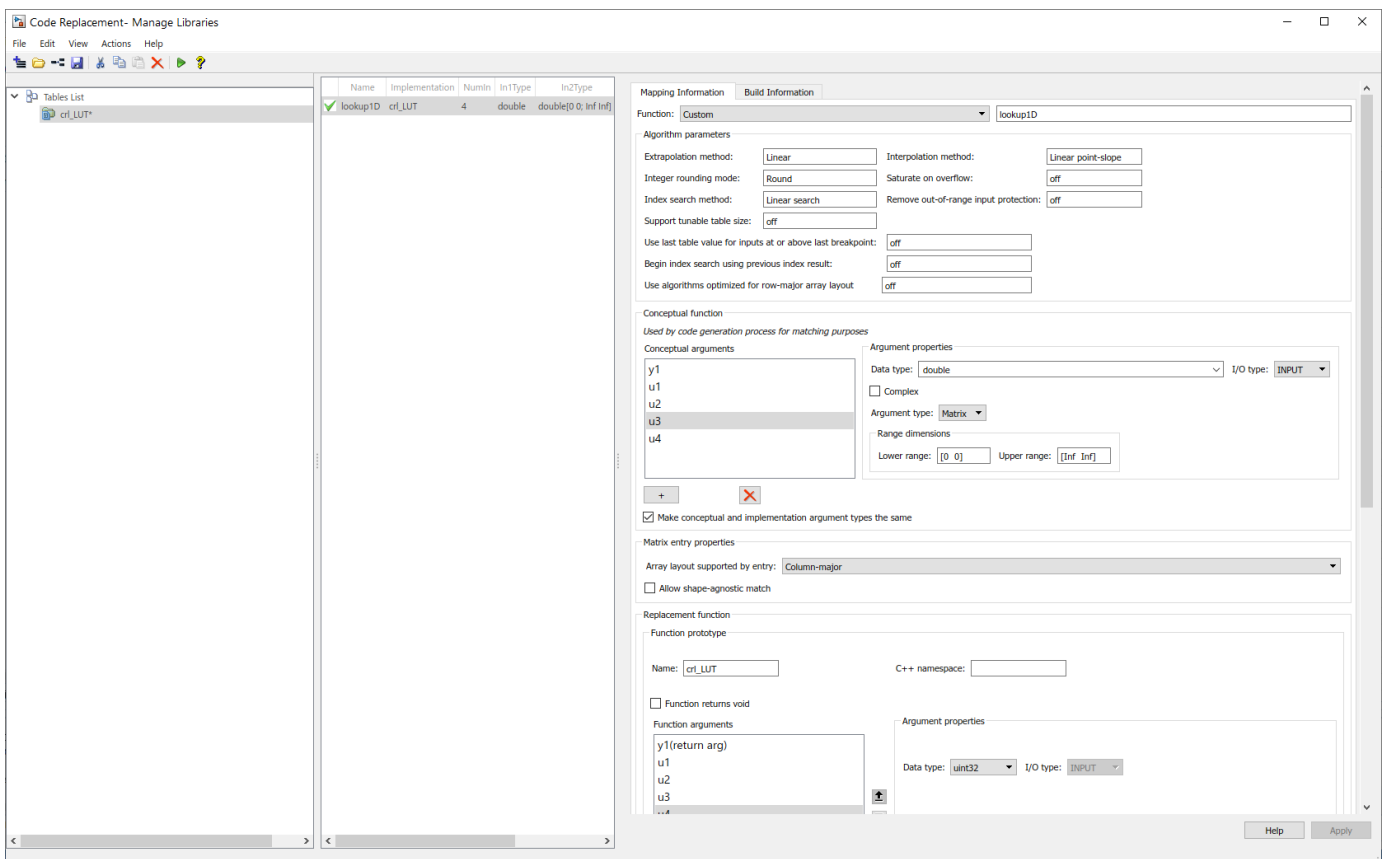 Code Replacement- Manage Libraries
File Edit View Actions Help
Tables List
crl_LUT*
Name Implementation NumIn In1Type In2Type
lookup1D crl_LUT 4 double double[0 0; Inf Inf]
Mapping Information Build Information
Function: Custom lookup1D
Algorithm parameters
Extrapolation method: Linear Interpolation method: Linear point-slope
Integer rounding mode: Round Saturate on overflow: off
Index search method: Linear search Remove out-of-range input protection: off
Support tunable table size: off
Use last table value for inputs at or above last breakpoint: off
Begin index search using previous index result: off
Use algorithms optimized for row-major array layout off
Conceptual function
Used by code generation process for matching purposes
Conceptual arguments
y1
u1
u2
u3
u4
Argument properties
Data type: double I/O type: INPUT
Complex
Argument type: Matrix
Range dimensions
Lower range: [0 0] Upper range: [Inf Inf]
+
Make conceptual and implementation argument types the same
Matrix entry properties
Array layout supported by entry: Column-major
Allow shape-agnostic match
Replacement function
Function prototype
Name: crl_LUT C++ namespace:
Function returns void
Function arguments
y1(return arg)
u1
u2
u3
u4
Argument properties
Data type: uint32 I/O type: INPUT
Help Apply